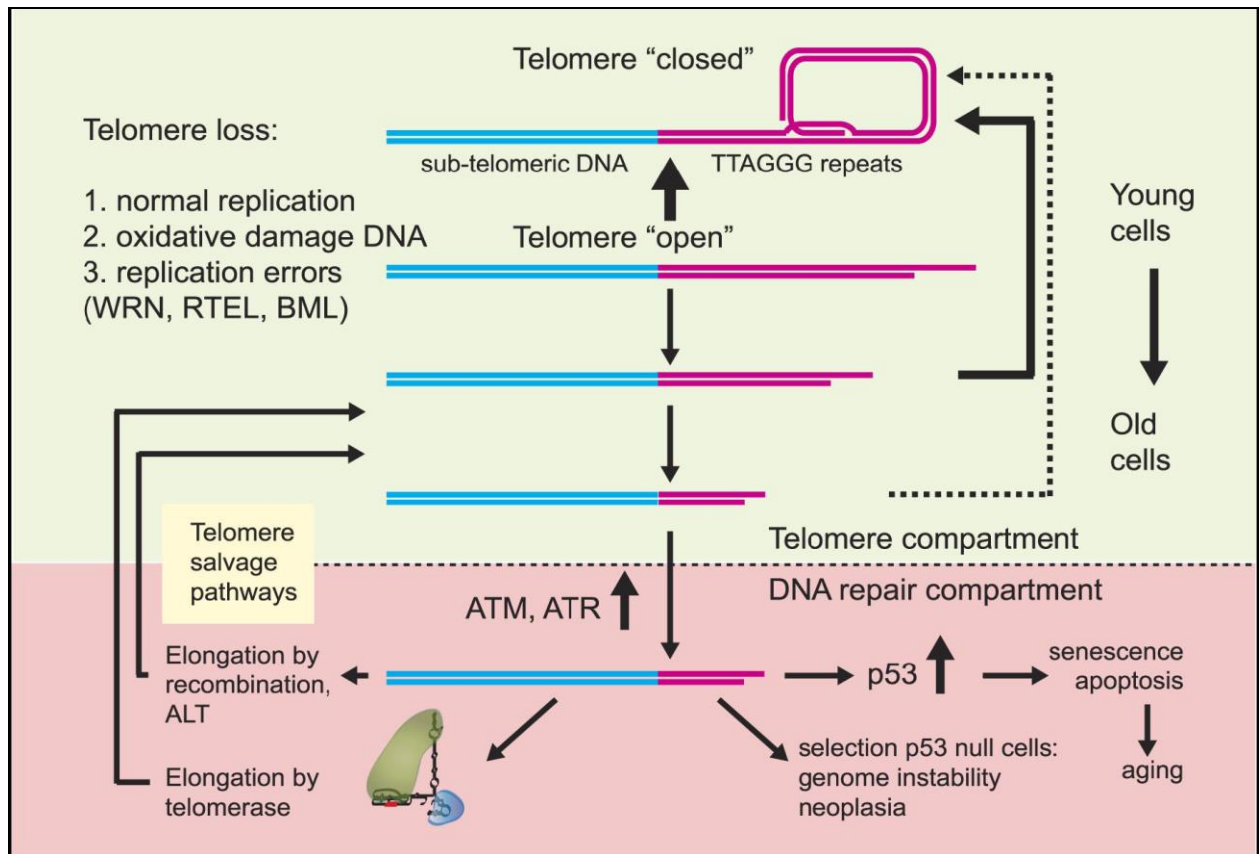 Telomere “closed”
Telomere loss:
sub-telomeric DNA
TTAGGG repeats
1. normal replication
2. oxidative damage DNA
3. replication errors
(WRN, RTEL, BML)
Telomere “open”
Young
cells
Old
cells
Telomere
salvage
pathways
Telomere compartment
DNA repair compartment
ATM, ATR
Elongation by
recombination,
ALT
p53
senescence
apoptosis
aging
selection p53 null cells:
genome instability
neoplasia
Elongation by
telomerase